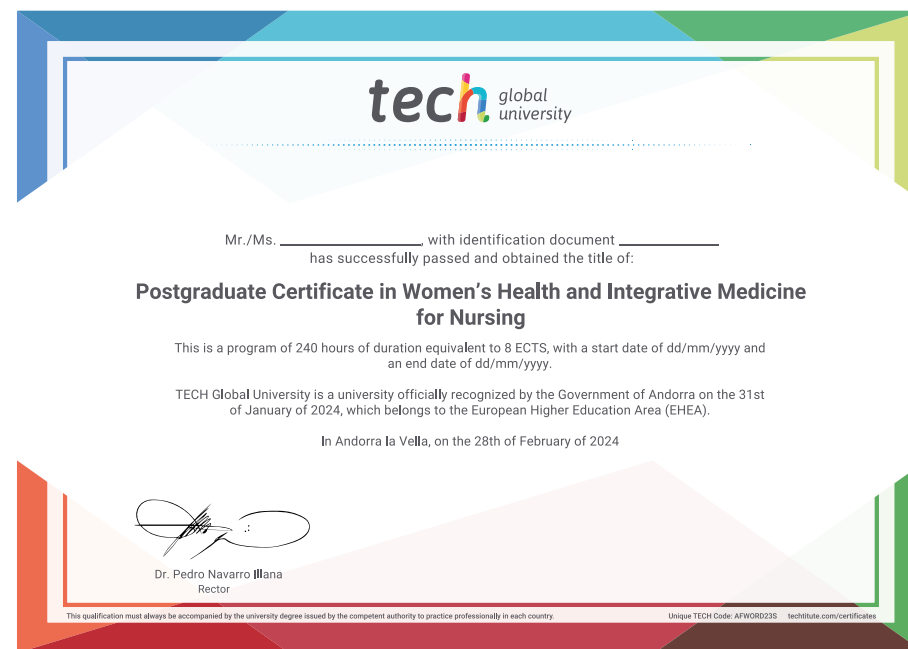 tech global
university
Mr./Ms. ________________, with identification document ____________
has successfully passed and obtained the title of:
Postgraduate Certificate in Women's Health and Integrative Medicine
for Nursing
This is a program of 240 hours of duration equivalent to 8 ECTS, with a start date of dd/mm/yyyy and
an end date of dd/mm/yyyy.
TECH Global University is a university officially recognized by the Government of Andorra on the 31st
of January of 2024, which belongs to the European Higher Education Area (EHEA).
In Andorra la Vella, on the 28th of February of 2024
Dr. Pedro Navarro Illana
Rector
This qualification must always be accompanied by the university degree issued by the competent authority to practice professionally in each country.
Unique TECH Code: AFWORD23S techtitute.com/certificates